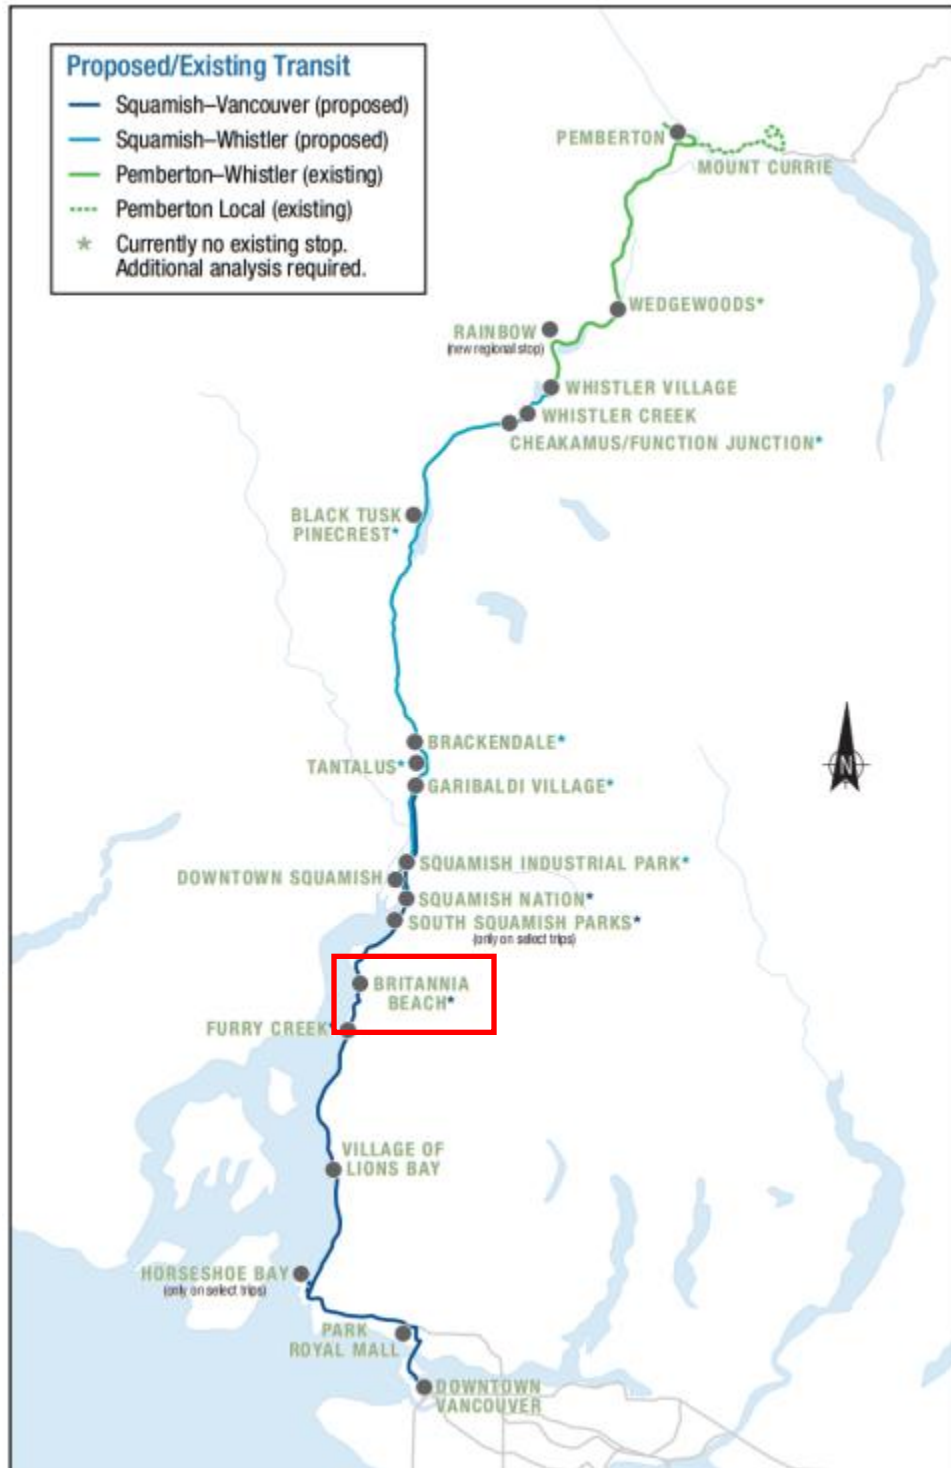 Proposed/Existing Transit
Squamish–Vancouver (proposed)
Squamish–Whistler (proposed)
Pemberton–Whistler (existing)
Pemberton Local (existing)
* Currently no existing stop.
Additional analysis required.
PEMBERTON
MOUNT CURRIE
WEDGEWOODS*
RAINBOW
(new regional stop)
WHISTLER VILLAGE
WHISTLER CREEK
CHEAKAMUS/FUNCTION JUNCTION*
BLACK TUSK
PINECREST*
BRACKENDALE*
TANTALUS*
GARIBALDI VILLAGE*
N
SQUAMISH INDUSTRIAL PARK*
DOWNTOWN SQUAMISH
SQUAMISH NATION*
SOUTH SQUAMISH PARKS*
(only on select trips)
BRITANNIA
BEACH*
FURRY CREEK*
VILLAGE OF
LIONS BAY
HORSESHOE BAY
(only on select trips)
PARK
ROYAL MALL
DOWNTOWN
VANCOUVER